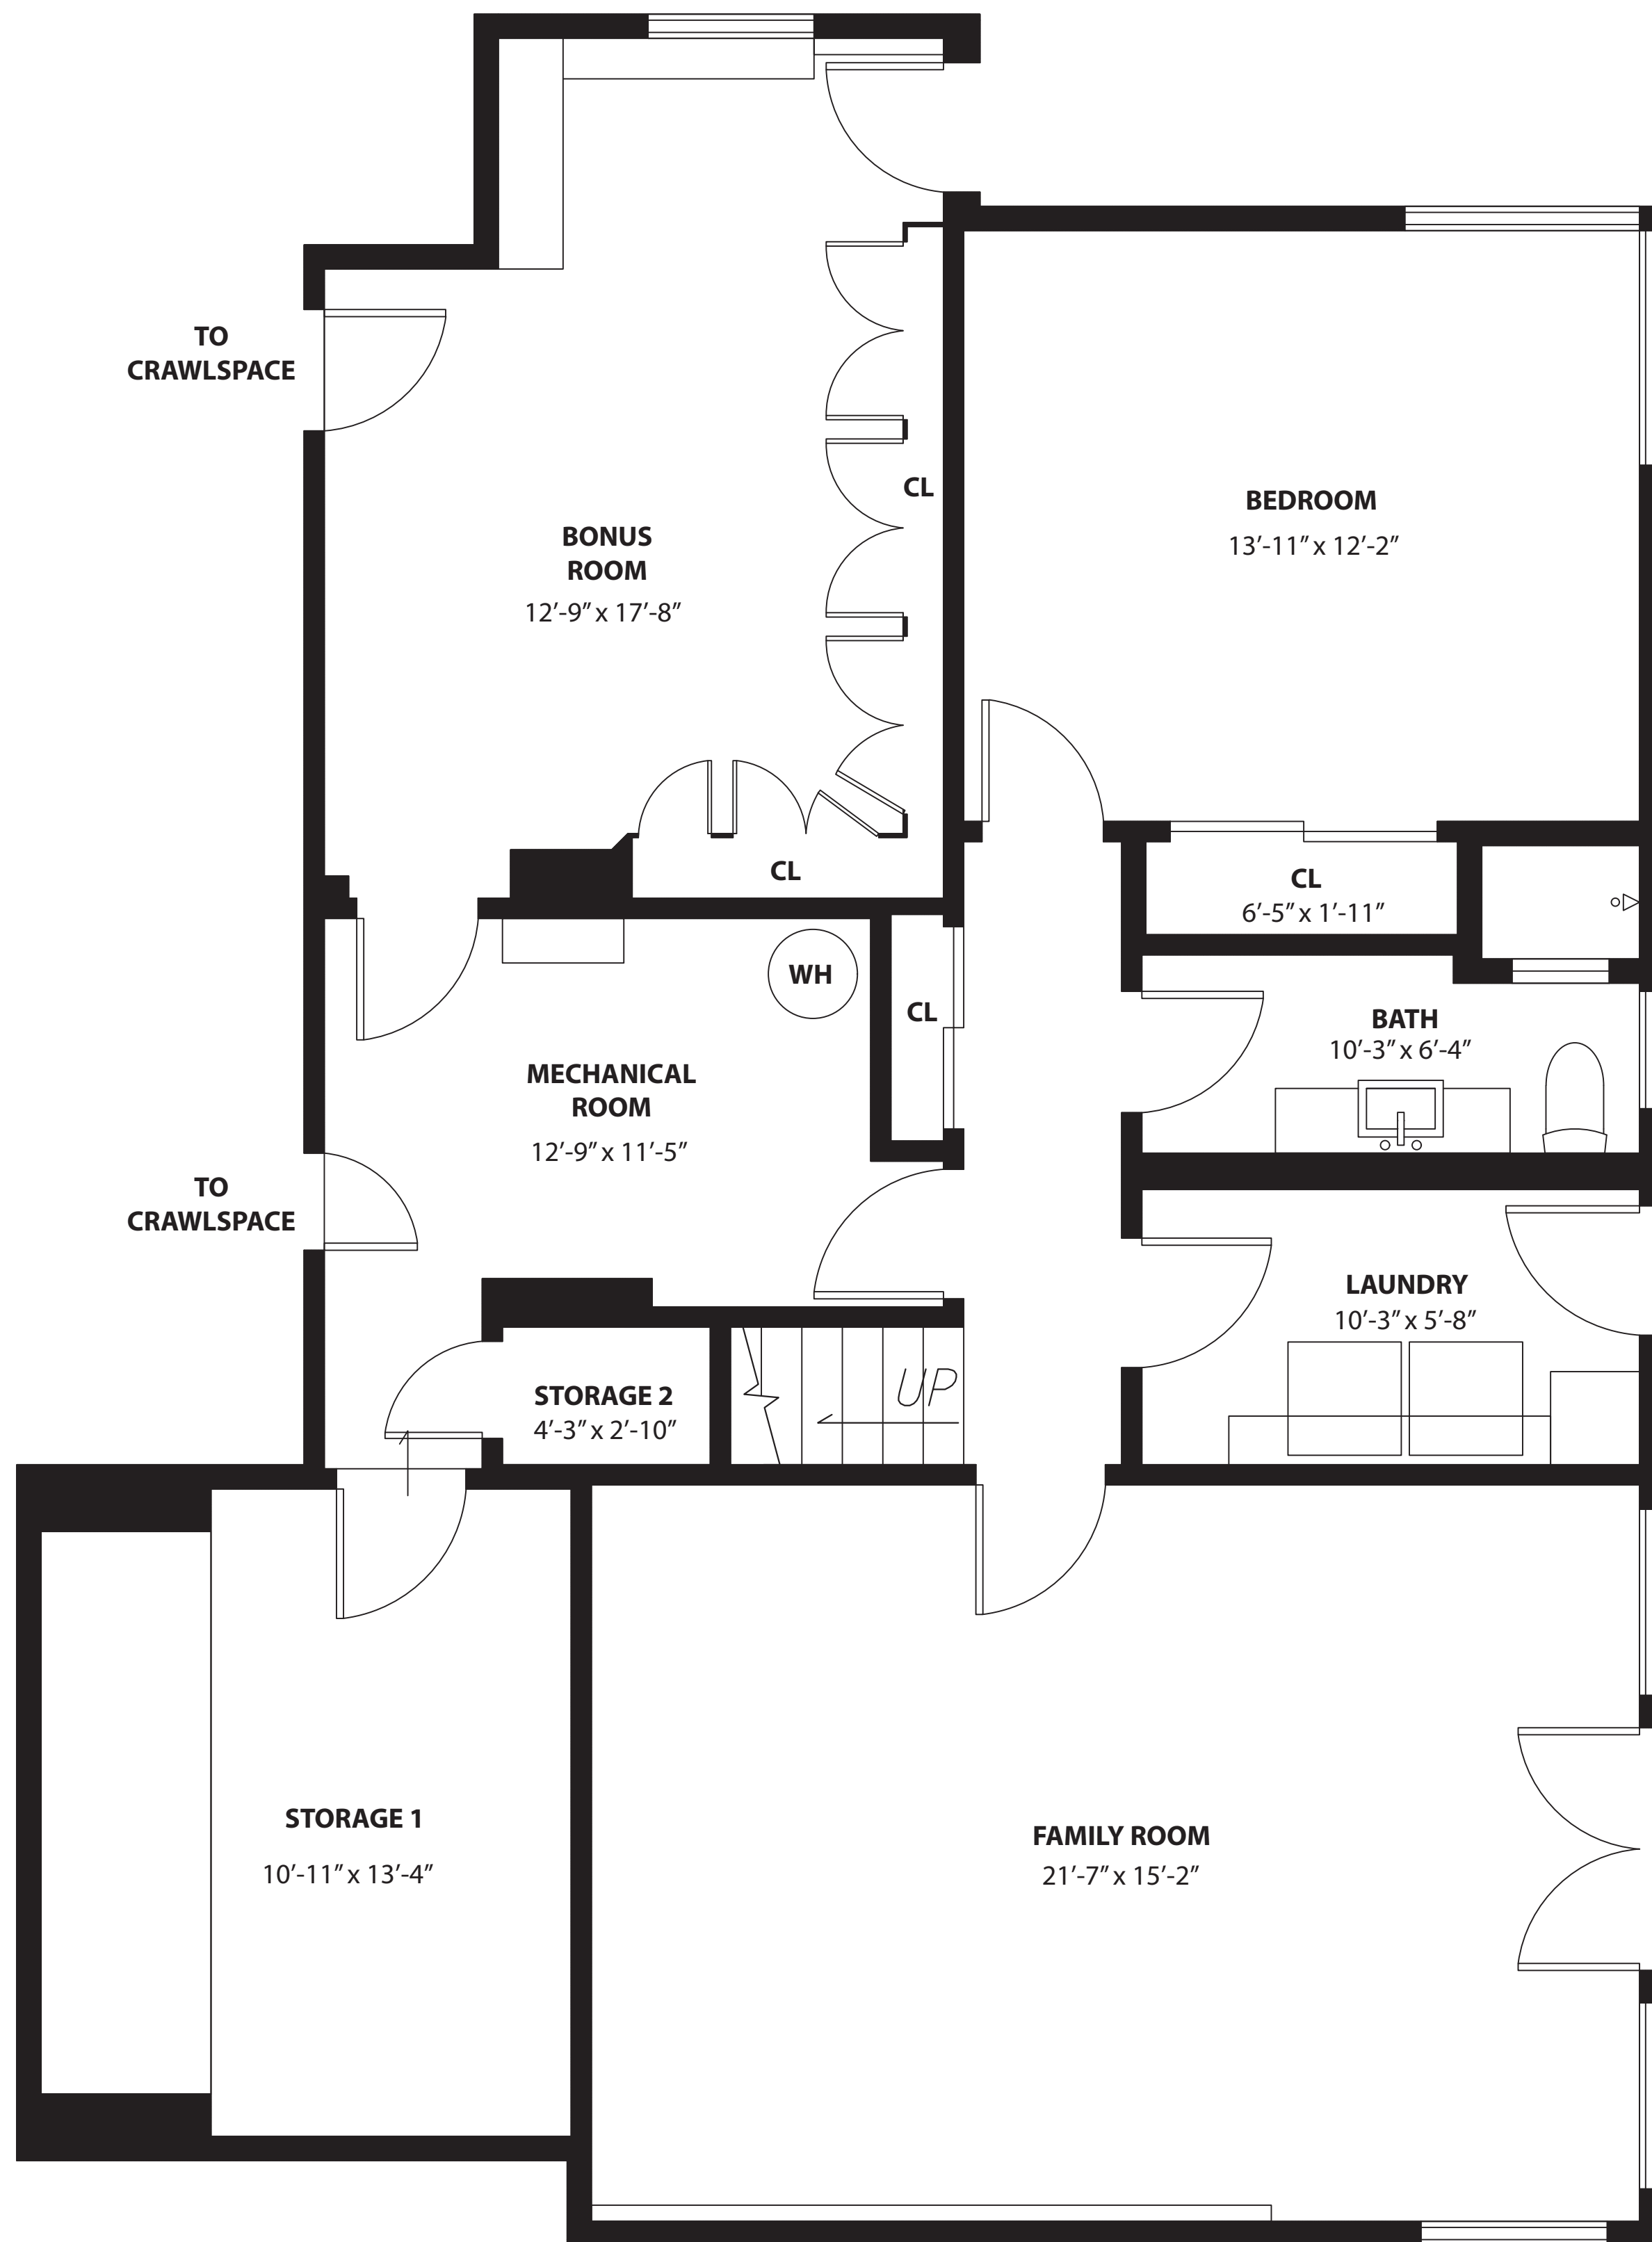 TO
CRAWLSPACE
BONUS
ROOM
12’-9” x 17’-8”
CL
BEDROOM
13’-11” x 12’-2”
CL
CL
6’-5” x 1’-11”
WH
CL
BATH
10’-3” x 6’-4”
MECHANICAL
ROOM
12’-9” x 11’-5”
TO
CRAWLSPACE
LAUNDRY
10’-3” x 5’-8”
UP
STORAGE 2
4’-3” x 2’-10”
STORAGE 1
10’-11” x 13’-4”
FAMILY ROOM
21’-7” x 15’-2”